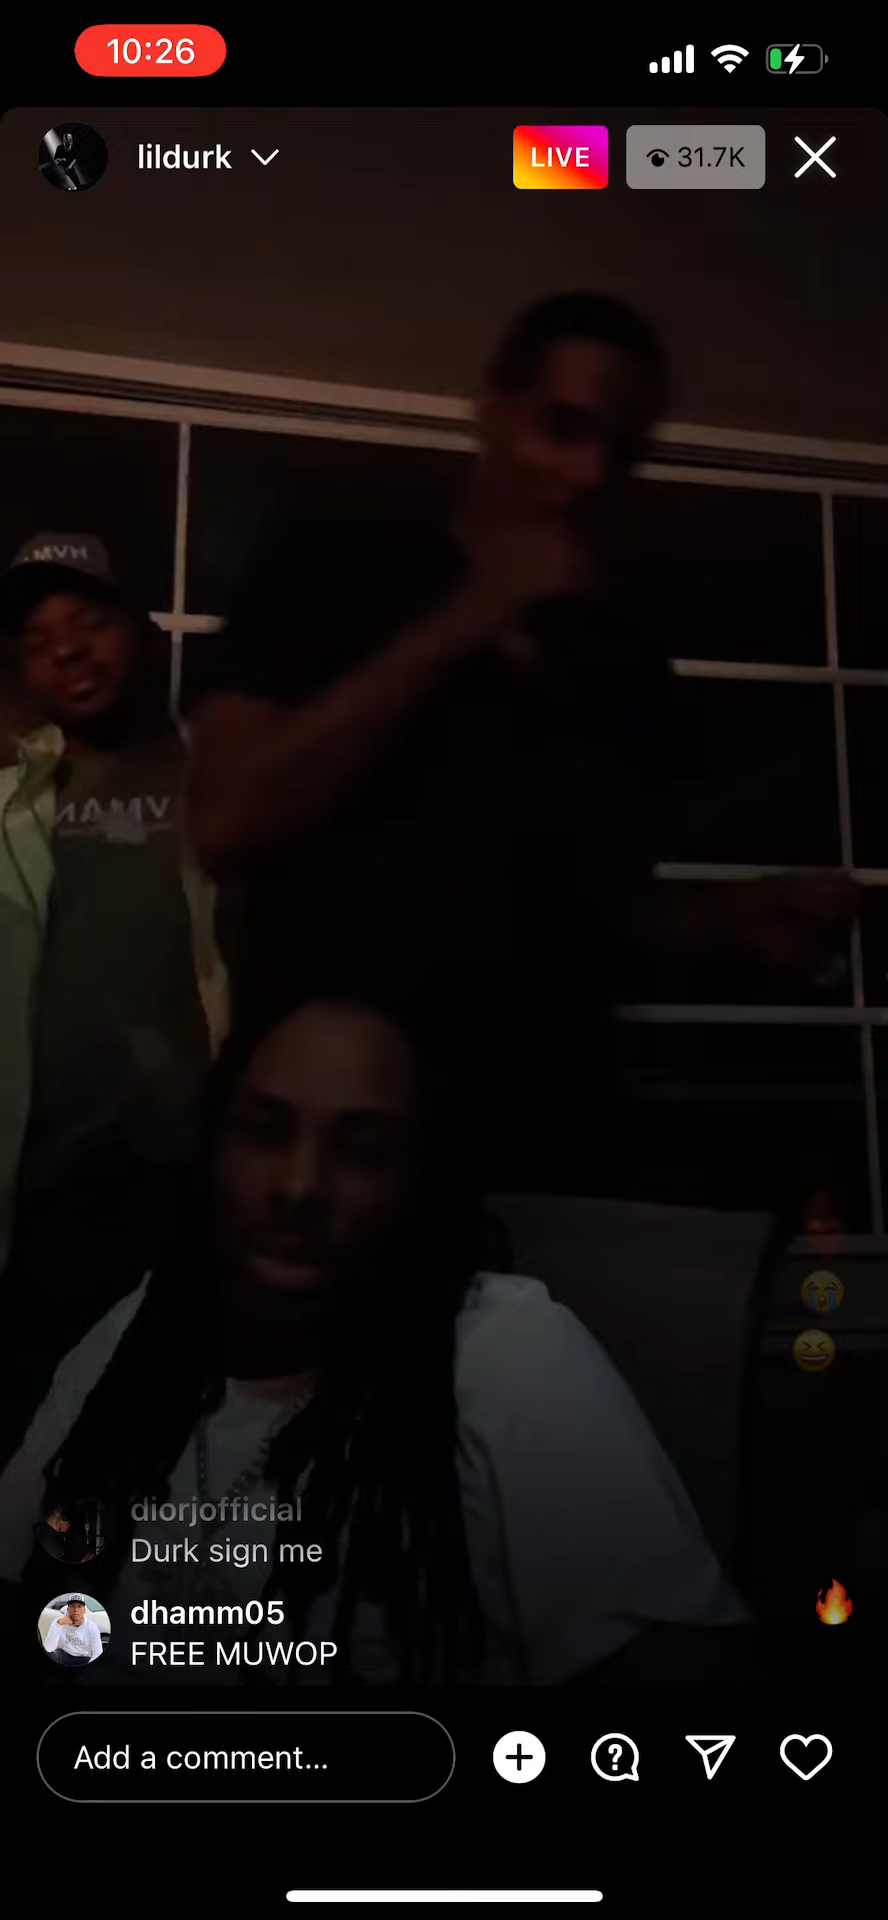 10:26
lildurk
LIVE
31.7K
diorjofficial
Durk sign me
dhamm05
FREE MUWOP
Add a comment...